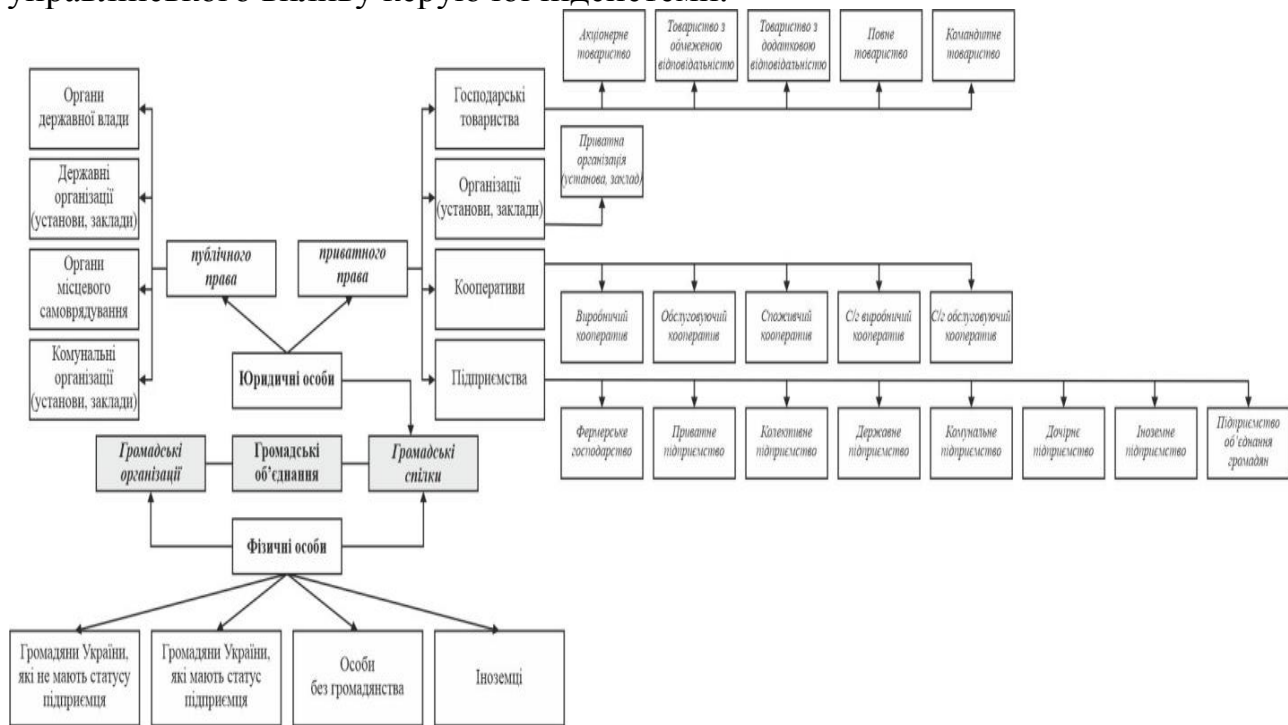 управлінського впливу керуючої підсистеми.
Акціонерне
товариство
Товариство з
обмеженою
відповідальністю
Товариство з
додатковою
відповідальністю
Повне
товариство
Командитне
товариство
Органи
державної влади
Господарські
товариства
Приватна
організація
(установа, заклад)
Державні
організації
(установи, заклади)
Організації
(установи, заклади)
публічного
права
приватного
права
Органи
місцевого
самоврядування
Кооперативи
Виробничий
кооператив
Обслуговуючий
кооператив
Споживчий
кооператив
С/г виробничий
кооператив
С/г обслуговуючий
кооператив
Комунальні
організації
(установи, заклади)
Юридичні особи
Підприємства
Фермерське
господарство
Приватне
підприємство
Колективне
підприємство
Державне
підприємство
Комунальне
підприємство
Дочірнє
підприємство
Іноземне
підприємство
Підприємство
об’єднання
громадян
Громадські
організації
Громадські
об’єднання
Громадські
спілки
Фізичні особи
Громадяни України,
які не мають статусу
підприємця
Громадяни України,
які мають статус
підприємця
Особи
без громадянства
Іноземці